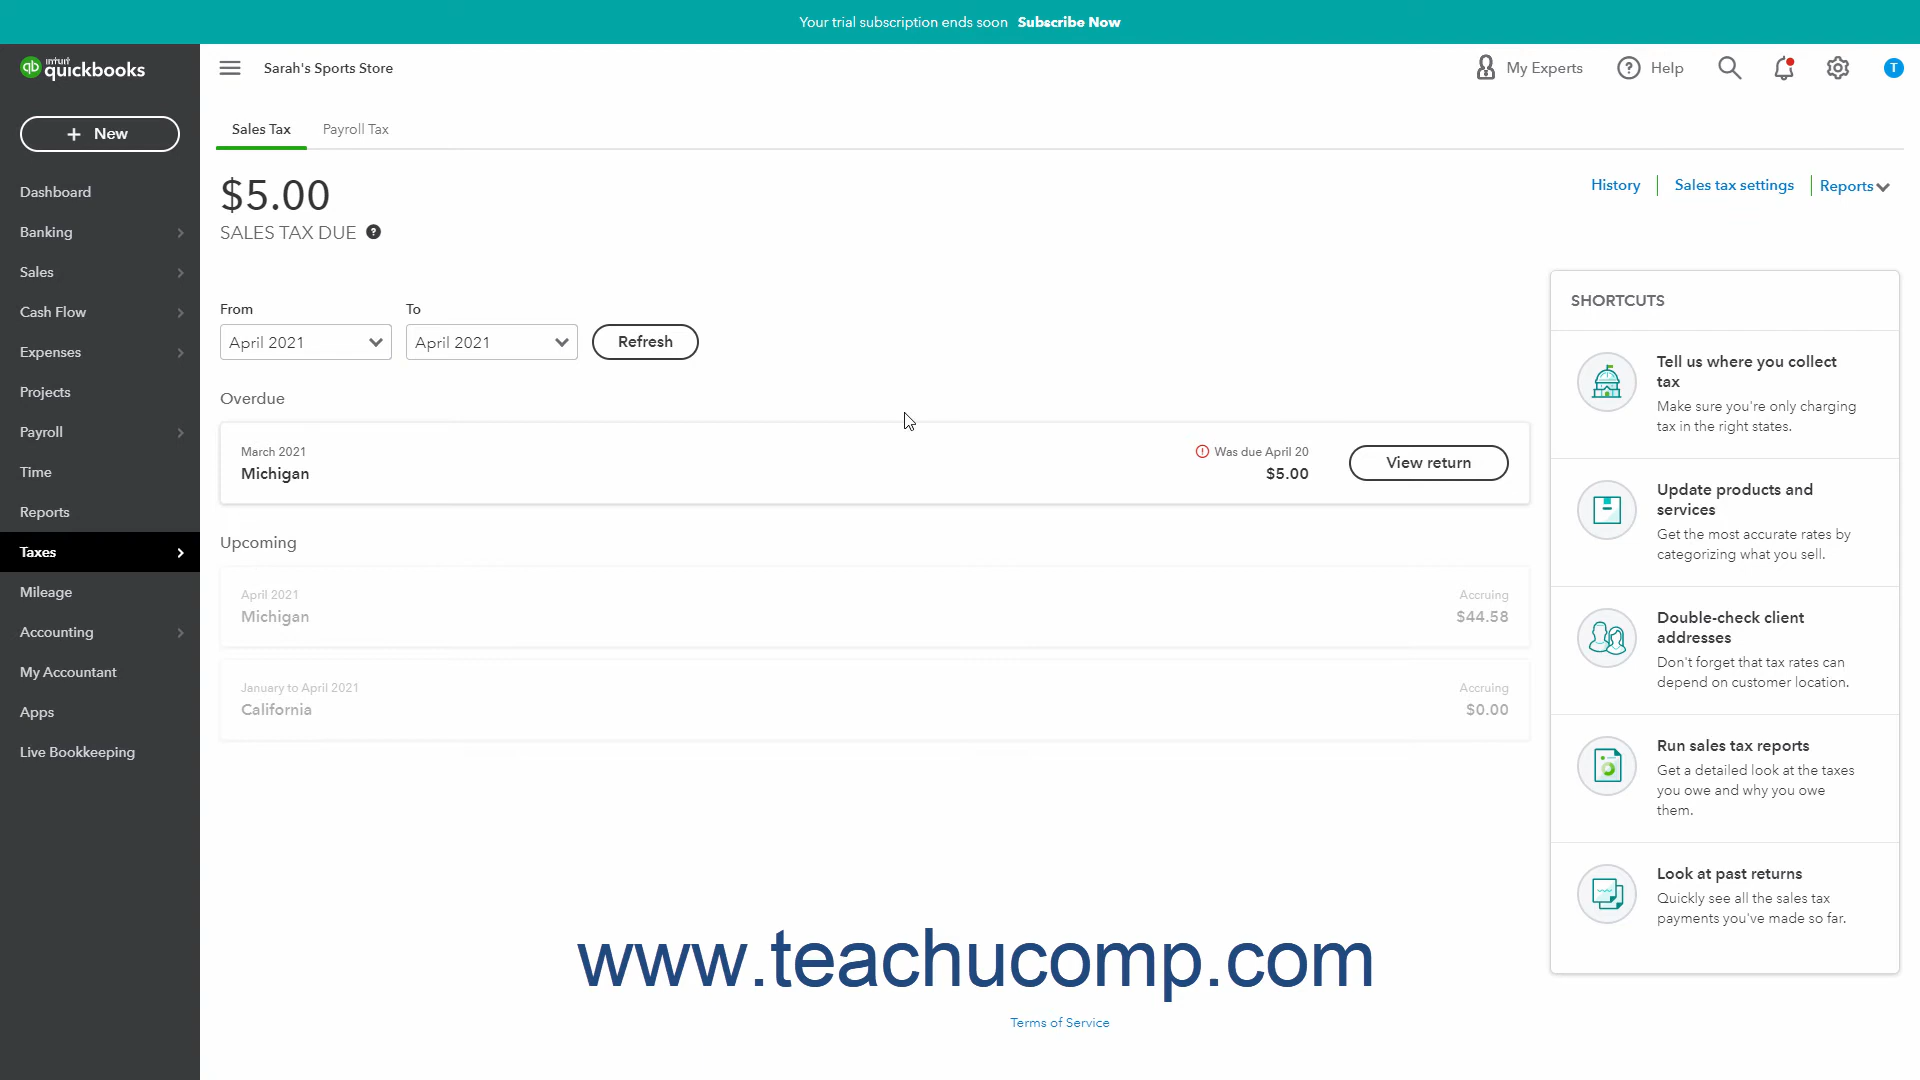 Your trial subscription ends soon Subscribe Now
intuit
quickbooks
Sarah's Sports Store
My Experts
Help
T
+ New
Dashboard
Banking
Sales
Cash Flow
Expenses
Projects
Payroll
Time
Reports
Taxes
Mileage
Accounting
My Accountant
Apps
Live Bookkeeping
Sales Tax
Payroll Tax
$5.00
SALES TAX DUE
History
Sales tax settings
Reports
From
To
April 2021
April 2021
Refresh
Overdue
March 2021
Michigan
Was due April 20
$5.00
View return
Upcoming
April 2021
Michigan
Accruing
$44.58
January to April 2021
California
Accruing
$0.00
SHORTCUTS
Tell us where you collect
tax
Make sure you're only charging
tax in the right states.
Update products and
services
Get the most accurate rates by
categorizing what you sell.
Double-check client
addresses
Don't forget that tax rates can
depend on customer location.
Run sales tax reports
Get a detailed look at the taxes
you owe and why you owe
them.
Look at past returns
Quickly see all the sales tax
payments you've made so far.
www.teachucomp.com
Terms of Service